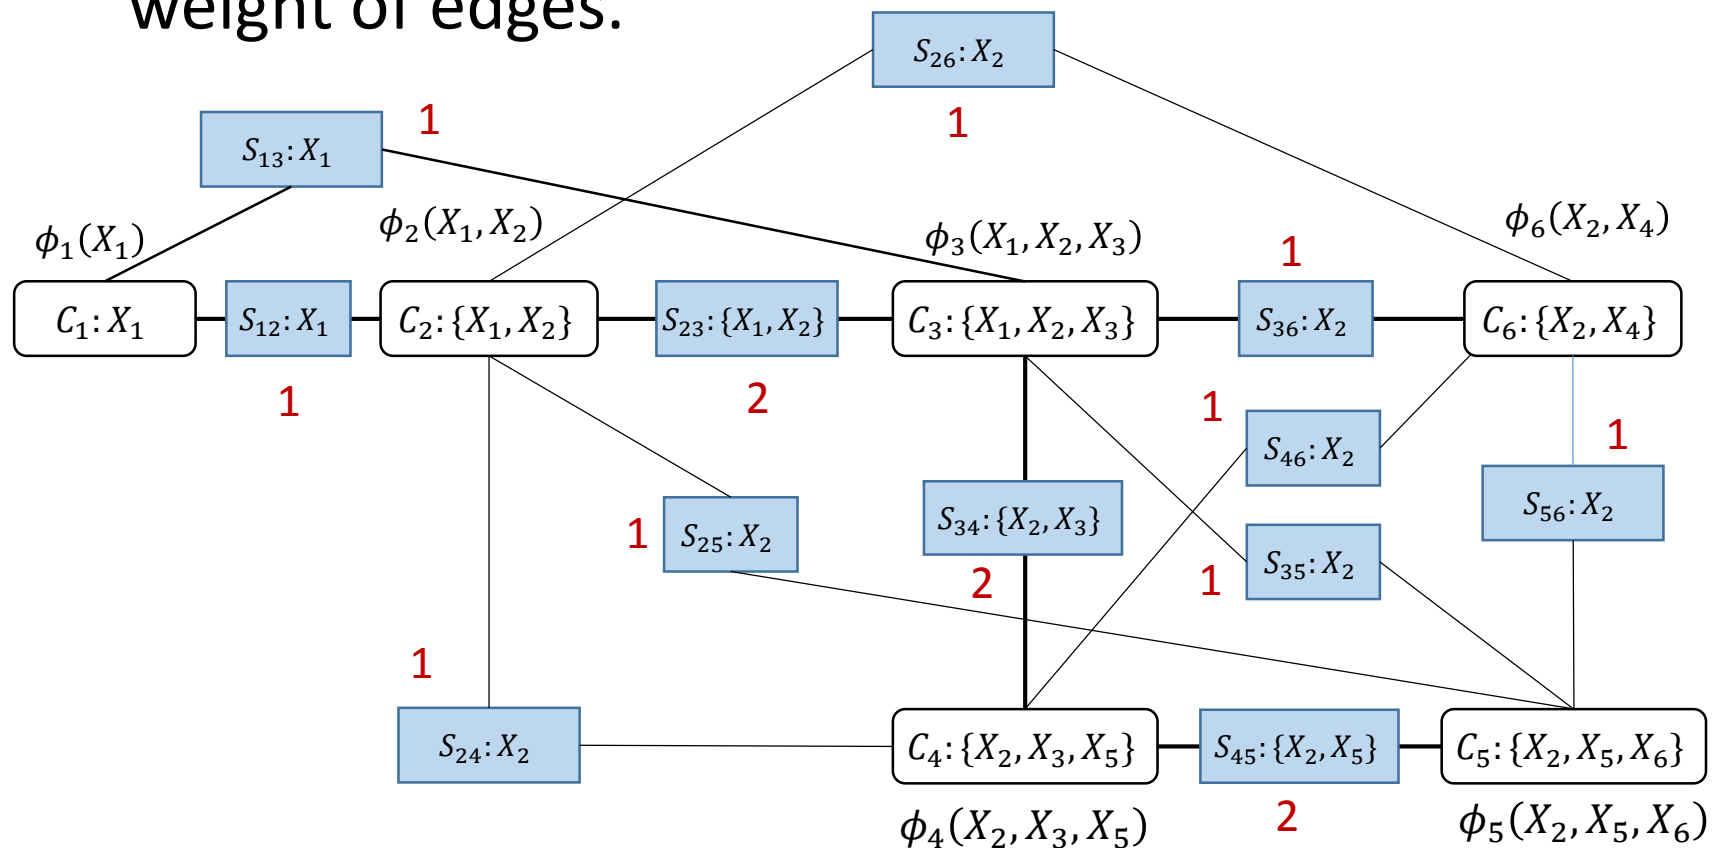 weight of edges.
S₂₆: X₂
1
1
S₁₃: X₁
ϕ₁(X₁)
ϕ₂(X₁, X₂)
ϕ₃(X₁, X₂, X₃)
1
ϕ₆(X₂, X₄)
C₁: X₁
S₁₂: X₁
C₂: {X₁, X₂}
S₂₃: {X₁, X₂}
C₃: {X₁, X₂, X₃}
S₃₆: X₂
C₆: {X₂, X₄}
1
2
1
1
S₄₆: X₂
S₂₅: X₂
1
S₃₄: {X₂, X₃}
S₅₆: X₂
2
1
S₃₅: X₂
1
S₂₄: X₂
C₄: {X₂, X₃, X₅}
S₄₅: {X₂, X₅}
C₅: {X₂, X₅, X₆}
ϕ₄(X₂, X₃, X₅)
2
ϕ₅(X₂, X₅, X₆)